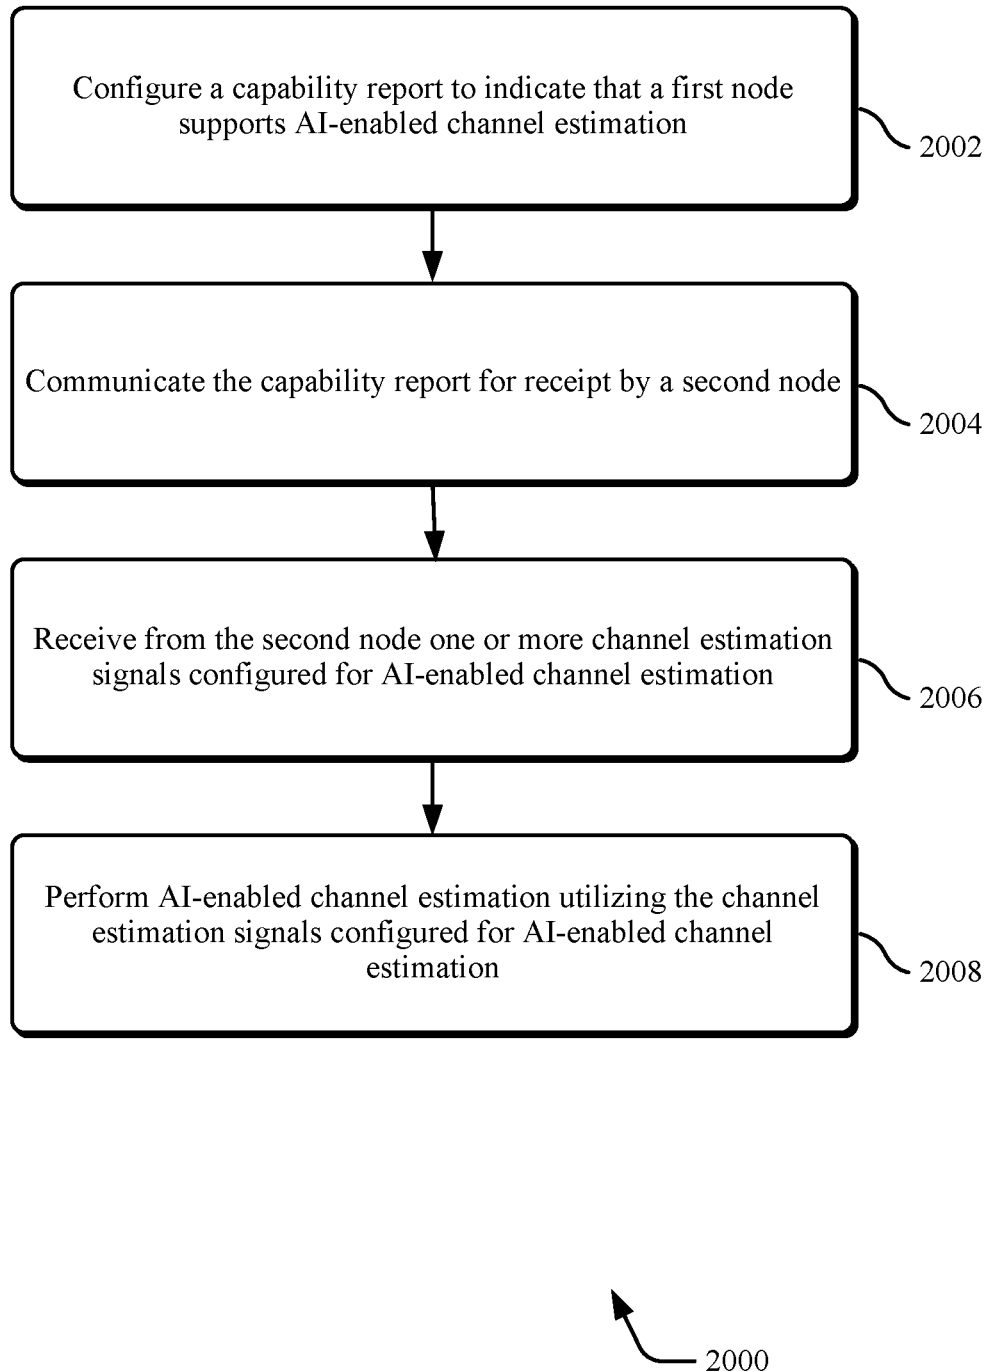 Configure a capability report to indicate that a first node
supports AI-enabled channel estimation
2002
Communicate the capability report for receipt by a second node
2004
Receive from the second node one or more channel estimation
signals configured for AI-enabled channel estimation
2006
Perform AI-enabled channel estimation utilizing the channel
estimation signals configured for AI-enabled channel
estimation
2008
2000